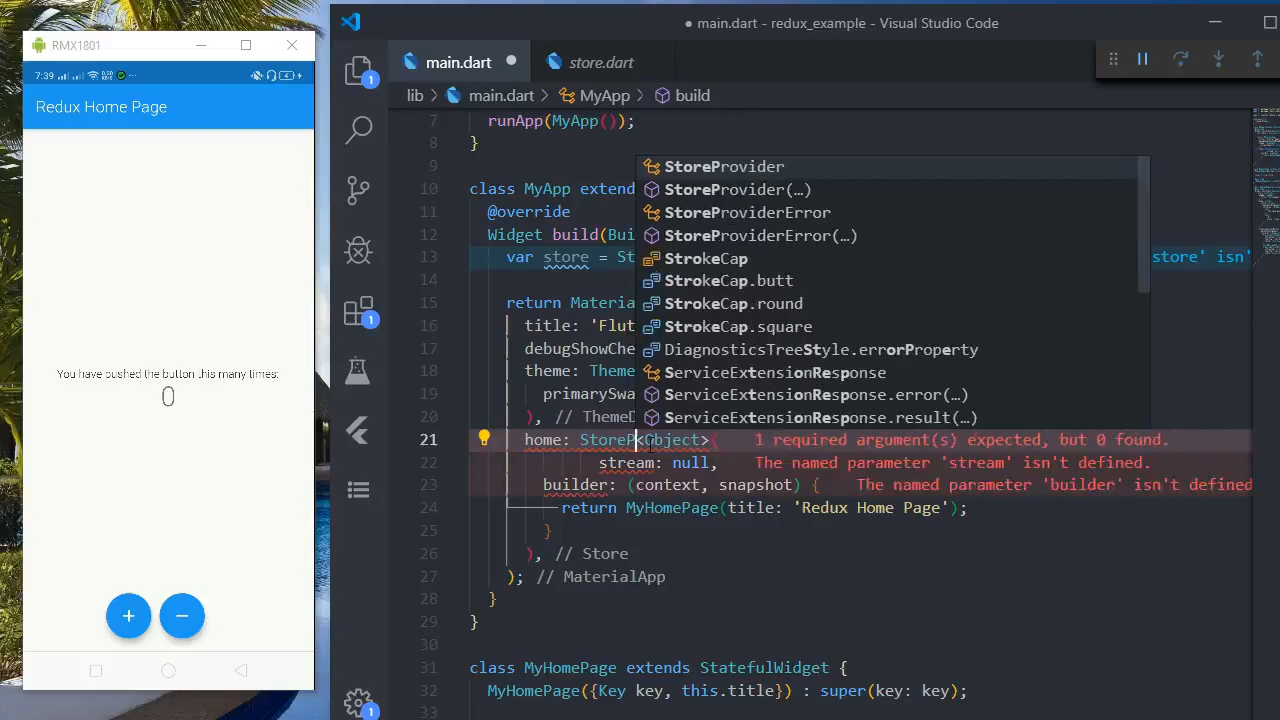 RMX1801
7:39
Redux Home Page
You have pushed the button this many times:
0
+
−
● main.dart - redux_example - Visual Studio Code
main.dart ●
store.dart
lib > main.dart > MyApp > build
7 runApp(MyApp());
8 }
9
10 class MyApp extend
11 @override
12 Widget build(Bui
13 var store = St
store' isn'
14
15 return Materia
16 title: 'Flut
17 debugShowChe
18 theme: Theme
19 primarySwa
20 ), // ThemeD
21 home: StoreP<Object>( 1 required argument(s) expected, but 0 found.
22 stream: null, The named parameter 'stream' isn't defined.
23 builder: (context, snapshot) { The named parameter 'builder' isn't defined
24 return MyHomePage(title: 'Redux Home Page');
25 }
26 ), // Store
27 ); // MaterialApp
28 }
29 }
30
31 class MyHomePage extends StatefulWidget {
32 MyHomePage({Key key, this.title}) : super(key: key);
33
StoreProvider
StoreProvider(…)
StoreProviderError
StoreProviderError(…)
StrokeCap
StrokeCap.butt
StrokeCap.round
StrokeCap.square
DiagnosticsTreeStyle.errorProperty
ServiceExtensionResponse
ServiceExtensionResponse.error(…)
ServiceExtensionResponse.result(…)
1
1
1